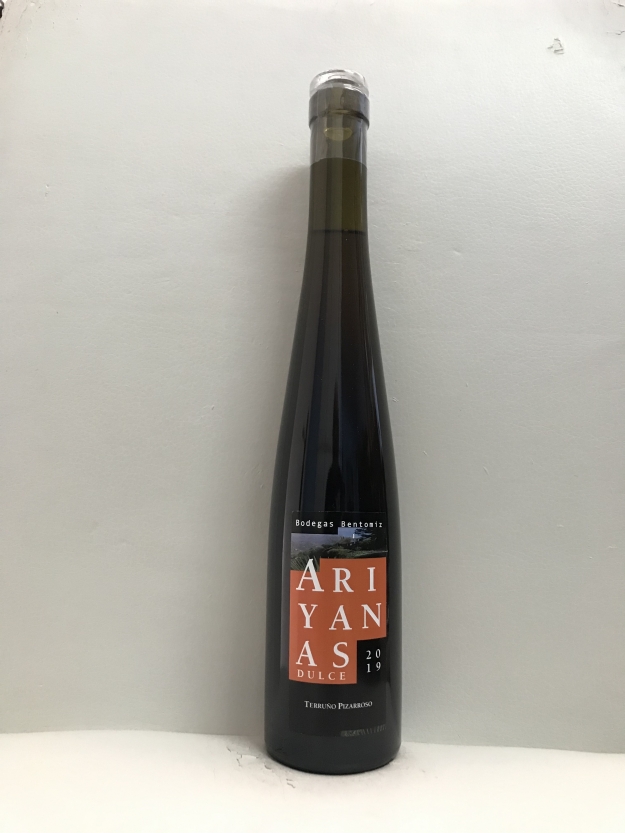 Bodegas Bentomiz
ARI
YAN
AS
20
19
DULCE
TERRUÑO PIZARROSO